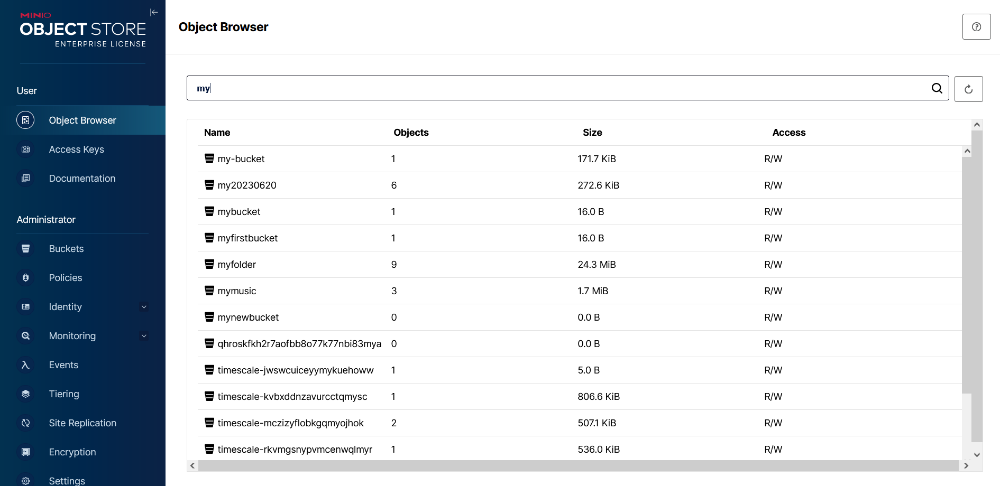 MINIO
OBJECT STORE
ENTERPRISE LICENSE
User
Object Browser
Access Keys
Documentation
Administrator
Buckets
Policies
Identity
Monitoring
Events
Tiering
Site Replication
Encryption
Settings
Object Browser
my
Name Objects Size Access
my-bucket 1 171.7 KiB R/W
my20230620 6 272.6 KiB R/W
mybucket 1 16.0 B R/W
myfirstbucket 1 16.0 B R/W
myfolder 9 24.3 MiB R/W
mymusic 3 1.7 MiB R/W
mynewbucket 0 0.0 B R/W
qhroskfkh2r7aofbb8o77k77nbi83mya 0 0.0 B R/W
timescale-jwswcuiceyymykuehoww 1 5.0 B R/W
timescale-kvbxddnzavurcctqmysc 1 806.6 KiB R/W
timescale-mczizyflobkgqmyojhok 2 507.1 KiB R/W
timescale-rkvmgsnypvmcenwqlmyr 1 536.0 KiB R/W